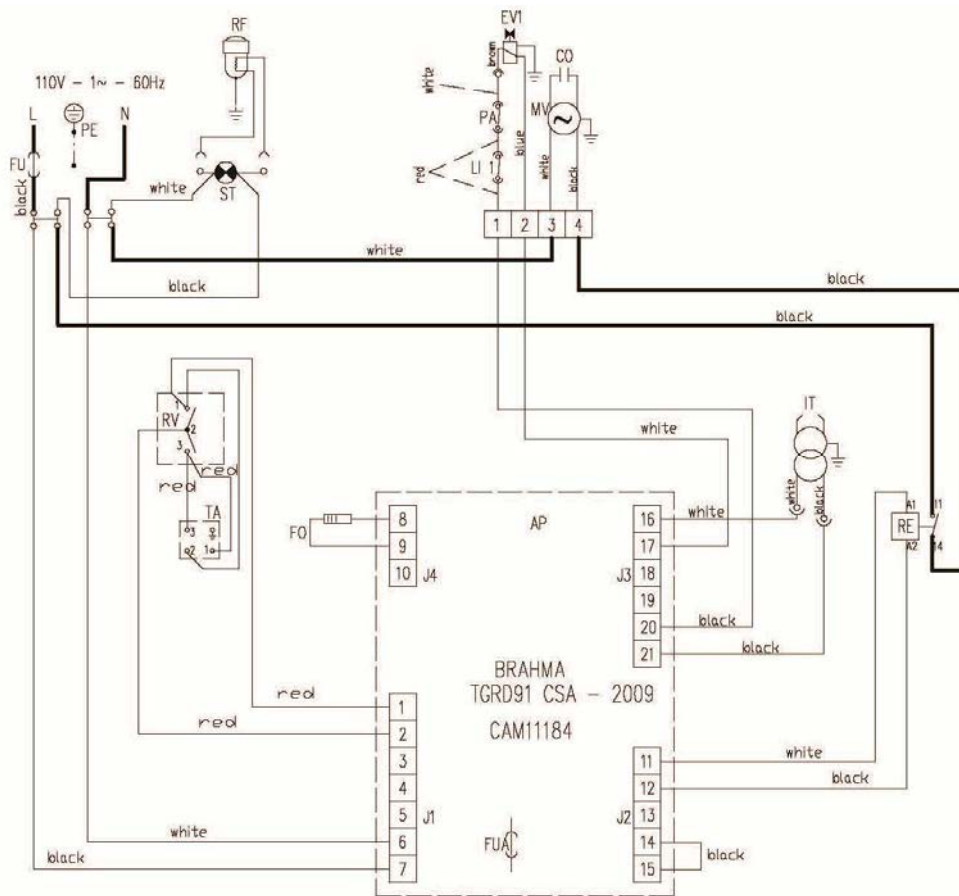 EV1
RF
CO
110V - 1~ - 60Hz
brown
white
L
PE
N
PA
MV
FU
blue
red
LI 1
white
black
black
white
ST
1 2 3 4
white
black
black
black
1
RV
2
3
red
red
TA
3
2
1
IT
white
white
black
8
9
10
J4
FO
AP
16
17
18
19
20
21
J3
white
black
black
A1
RE
A2
11
14
BRAHMA
TGRD91 CSA - 2009
CAM11184
red
red
1
2
3
4
5
6
7
J1
white
black
FUA
11
12
13
14
15
J2
white
black
black